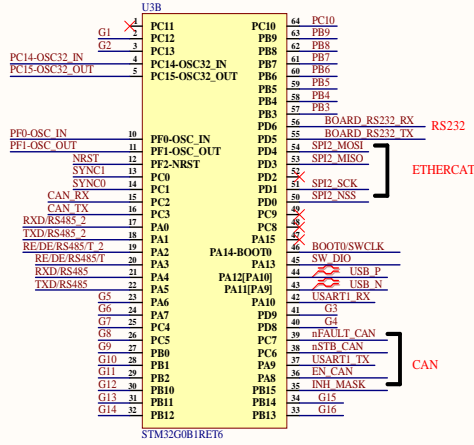 U3B
1 PC11 PC10 64 PC10
G1 2 PC12 PB9 63 PB9
G2 3 PC13 PB8 62 PB8
PC14-OSC32_IN 4 PC14-OSC32_IN PB7 61 PB7
PC15-OSC32_OUT 5 PC15-OSC32_OUT PB6 60 PB6
PB5 59 PB5
PB4 58 PB4
PB3 57 PB3
PD6 56 BOARD_RS232_RX
RS232
PF0-OSC_IN 10 PF0-OSC_IN PD5 55 BOARD_RS232_TX
PF1-OSC_OUT 11 PF1-OSC_OUT PD4 54 SPI2_MOSI
NRST 12 PF2-NRST PD3 53 SPI2_MISO
ETHERCAT
SYNC1 13 PC0 PD2 52
SYNC0 14 PC1 PD1 51 SPI2_SCK
CAN_RX 15 PC2 PD0 50 SPI2_NSS
CAN_TX 16 PC3 PC9 49
RXD/RS485_2 17 PA0 PC8 48
TXD/RS485_2 18 PA1 PA15 47
RE/DE/RS485/T_2 19 PA2 PA14-BOOT0 46 BOOT0/SWCLK
RE/DE/RS485/T 20 PA3 PA13 45 SW_DIO
RXD/RS485 21 PA4 PA12[PA10] 44 USB_P
TXD/RS485 22 PA5 PA11[PA9] 43 USB_N
G5 23 PA6 PA10 42 USART1_RX
G6 24 PA7 PD9 41 G3
G7 25 PC4 PD8 40 G4
G8 26 PC5 PC7 39 nFAULT_CAN
G9 27 PB0 PC6 38 nSTB_CAN
G10 28 PB1 PA9 37 USART1_TX
CAN
G11 29 PB2 PA8 36 EN_CAN
G12 30 PB10 PB15 35 INH_MASK
G13 31 PB11 PB14 34 G15
G14 32 PB12 PB13 33 G16
STM32G0B1RET6